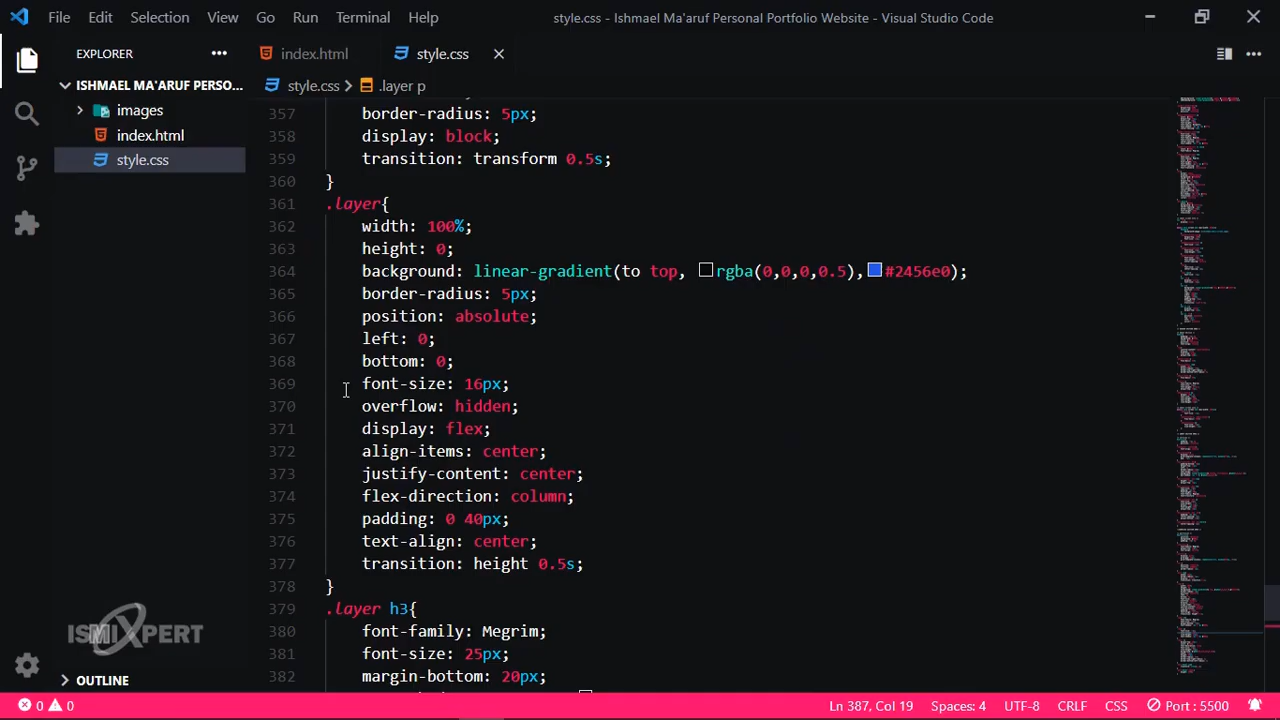 File Edit Selection View Go Run Terminal Help style.css - Ishmael Ma'aruf Personal Portfolio Website - Visual Studio Code
EXPLORER
ISHMAEL MA'ARUF PERSO...
images
index.html
style.css
OUTLINE
ISMIXPERT
index.html style.css
style.css > .layer p
357 border-radius: 5px;
358 display: block;
359 transition: transform 0.5s;
360 }
361 .layer{
362 width: 100%;
363 height: 0;
364 background: linear-gradient(to top, rgba(0,0,0,0.5),#2456e0);
365 border-radius: 5px;
366 position: absolute;
367 left: 0;
368 bottom: 0;
369 font-size: 16px;
370 overflow: hidden;
371 display: flex;
372 align-items: center;
373 justify-content: center;
374 flex-direction: column;
375 padding: 0 40px;
376 text-align: center;
377 transition: height 0.5s;
378 }
379 .layer h3{
380 font-family: Megrim;
381 font-size: 25px;
382 margin-bottom: 20px;
0 0 Ln 387, Col 19 Spaces: 4 UTF-8 CRLF CSS Port : 5500